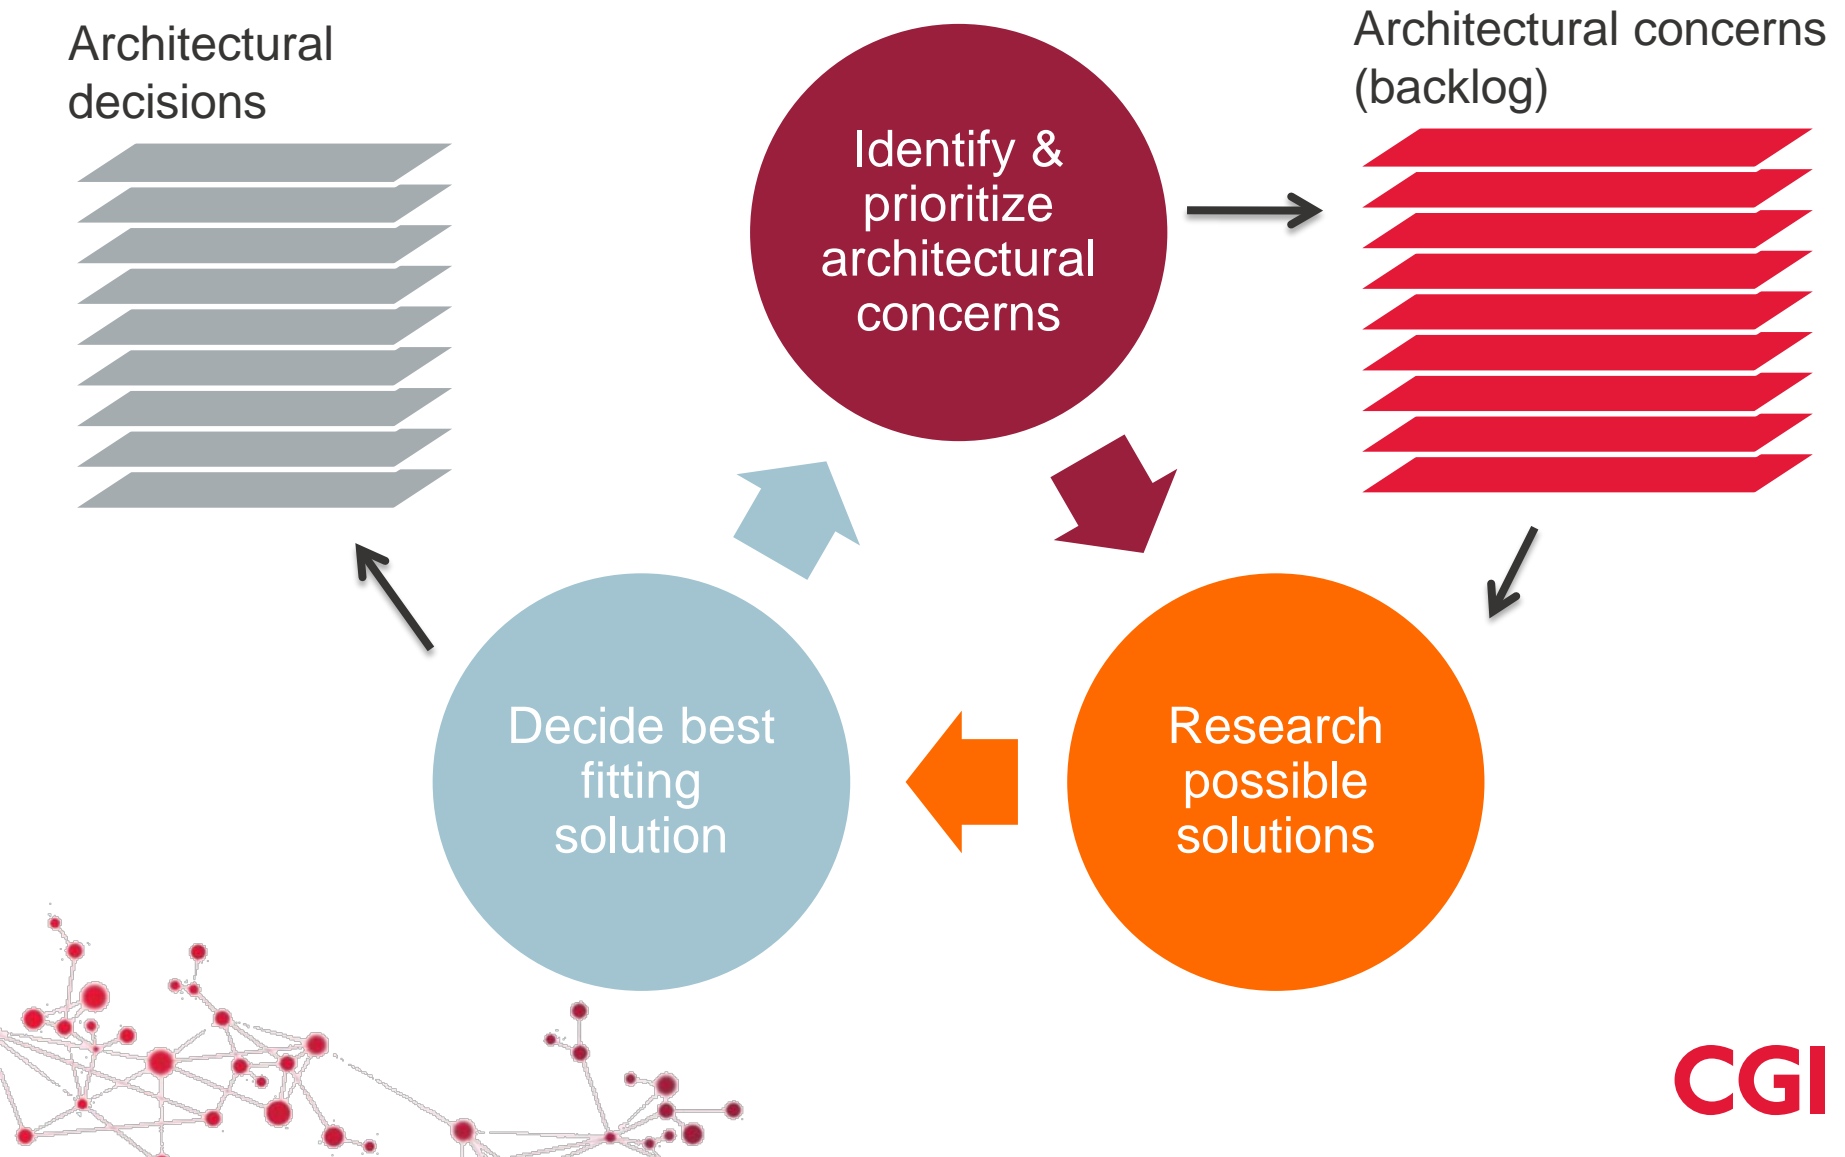 Architectural
decisions
Identify &
prioritize
architectural
concerns
Architectural concerns
(backlog)
Decide best
fitting
solution
Research
possible
solutions
CGI